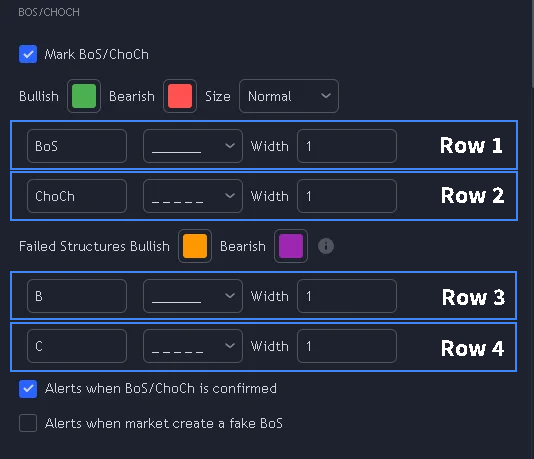 BOS/CHOCH
Mark BoS/ChoCh
Bullish Bearish Size Normal
BoS Width 1 Row 1
ChoCh Width 1 Row 2
Failed Structures Bullish Bearish
B Width 1 Row 3
C Width 1 Row 4
Alerts when BoS/ChoCh is confirmed
Alerts when market create a fake BoS